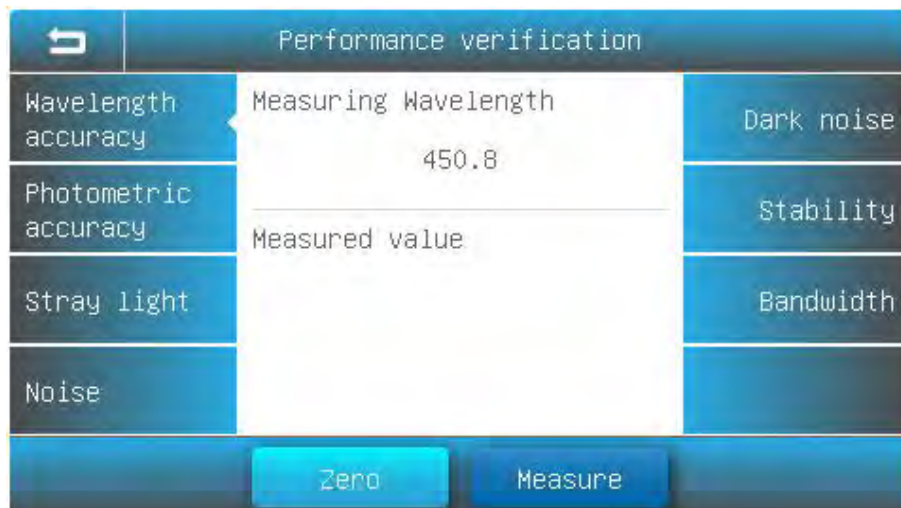 Performance verification
Wavelength
accuracy
Photometric
accuracy
Stray light
Noise
Measuring Wavelength
450.8
Measured value
Dark noise
Stability
Bandwidth
Zero
Measure